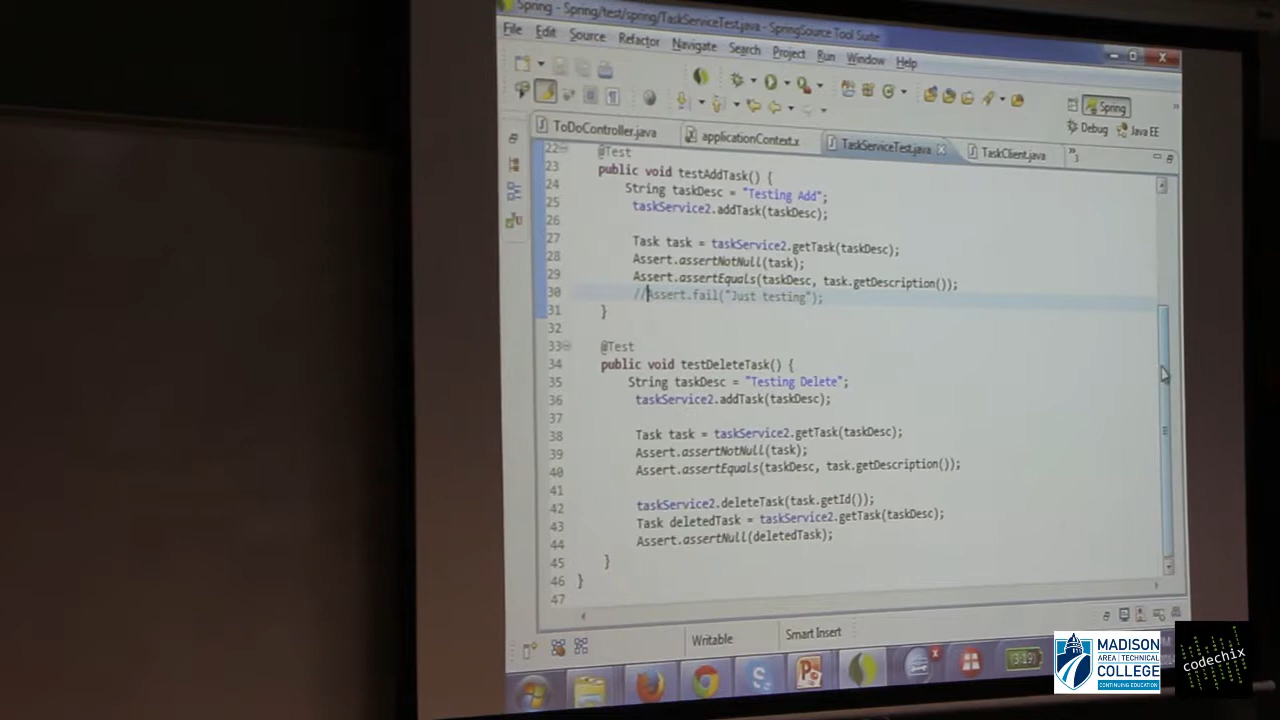 Spring - Spring/test/spring/TaskServiceTest.java - SpringSource Tool Suite
File Edit Source Refactor Navigate Search Project Run Window Help
Spring
Debug Java EE
ToDoController.java applicationContext.x TaskServiceTest.java TaskClient.java »3
22 @Test
23 public void testAddTask() {
24 String taskDesc = "Testing Add";
25 taskService2.addTask(taskDesc);
26
27 Task task = taskService2.getTask(taskDesc);
28 Assert.assertNotNull(task);
29 Assert.assertEquals(taskDesc, task.getDescription());
30 //Assert.fail("Just testing");
31 }
32
33 @Test
34 public void testDeleteTask() {
35 String taskDesc = "Testing Delete";
36 taskService2.addTask(taskDesc);
37
38 Task task = taskService2.getTask(taskDesc);
39 Assert.assertNotNull(task);
40 Assert.assertEquals(taskDesc, task.getDescription());
41
42 taskService2.deleteTask(task.getId());
43 Task deletedTask = taskService2.getTask(taskDesc);
44 Assert.assertNull(deletedTask);
45 }
46 }
47
Writable Smart Insert
3:19
MADISON
AREA TECHNICAL
COLLEGE
CONTINUING EDUCATION
codechix